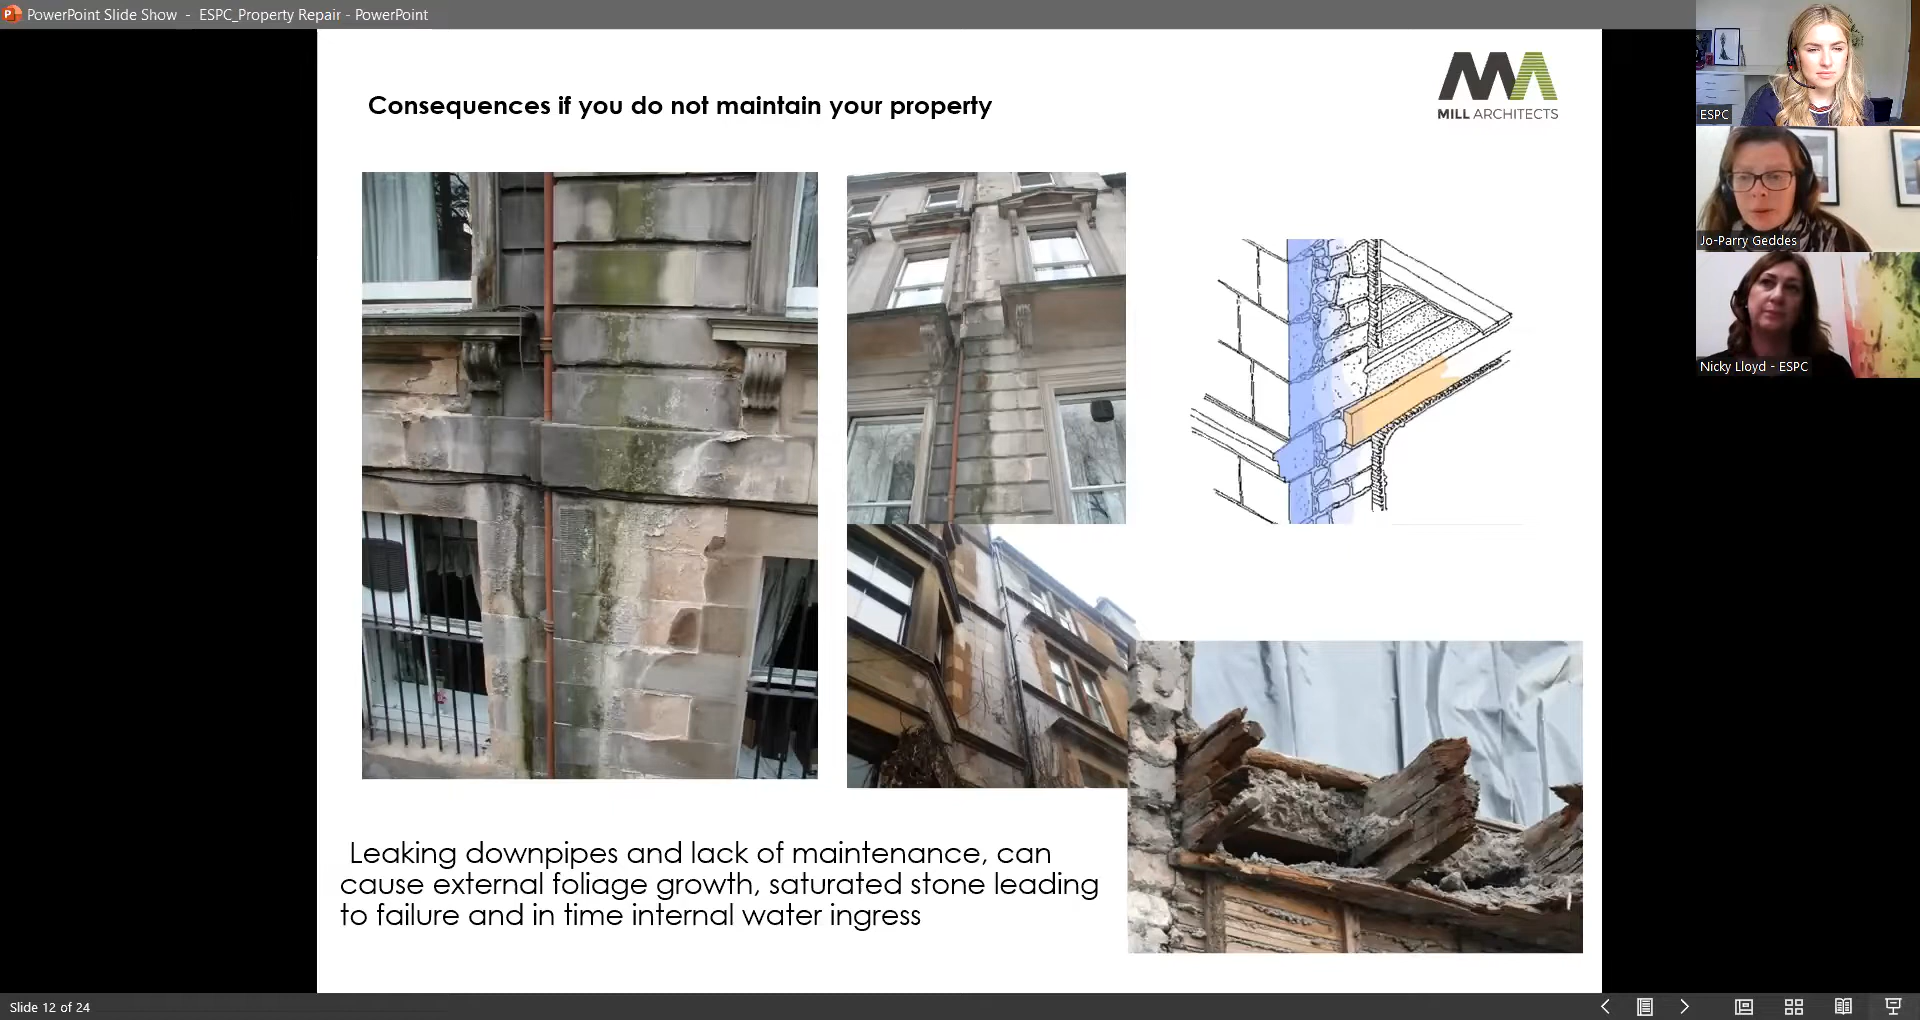 PowerPoint Slide Show - ESPC_Property Repair - PowerPoint
Consequences if you do not maintain your property
MILL ARCHITECTS
ESPC
Jo-Parry Geddes
Nicky Lloyd - ESPC
Leaking downpipes and lack of maintenance, can
cause external foliage growth, saturated stone leading
to failure and in time internal water ingress
Slide 12 of 24